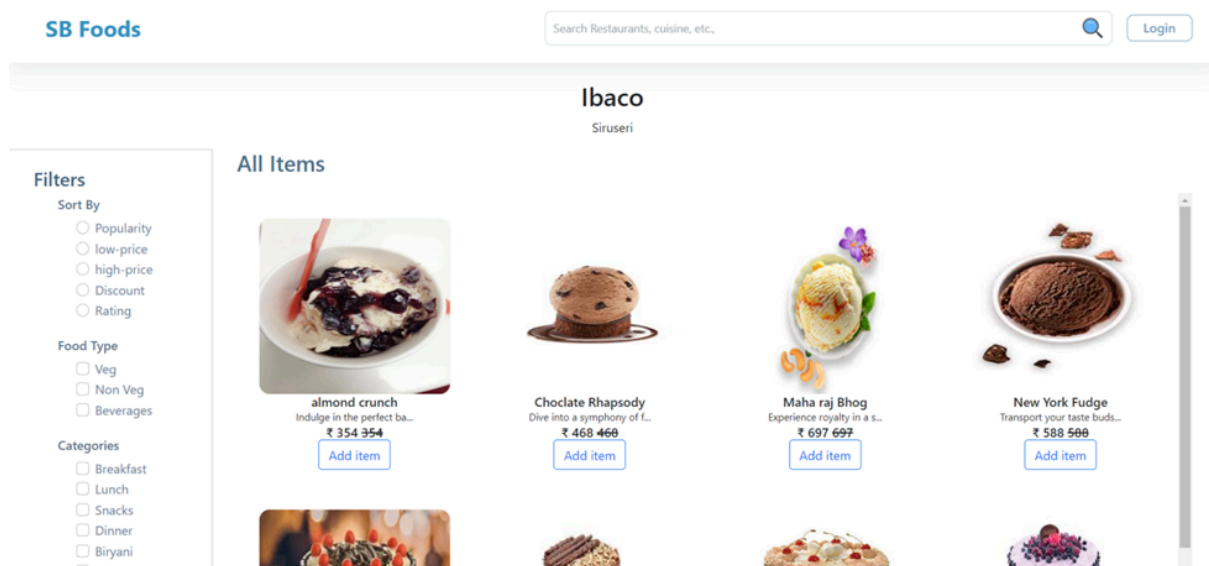 SB Foods
Search Restaurants, cuisine, etc.,
Login
Ibaco
Siruseri
Filters
Sort By
Popularity
low-price
high-price
Discount
Rating
Food Type
Veg
Non Veg
Beverages
Categories
Breakfast
Lunch
Snacks
Dinner
Biryani
All Items
almond crunch
Indulge in the perfect ba...
₹ 354 354
Add item
Choclate Rhapsody
Dive into a symphony of f...
₹ 468 468
Add item
Maha raj Bhog
Experience royalty in a s...
₹ 697 697
Add item
New York Fudge
Transport your taste buds...
₹ 588 588
Add item